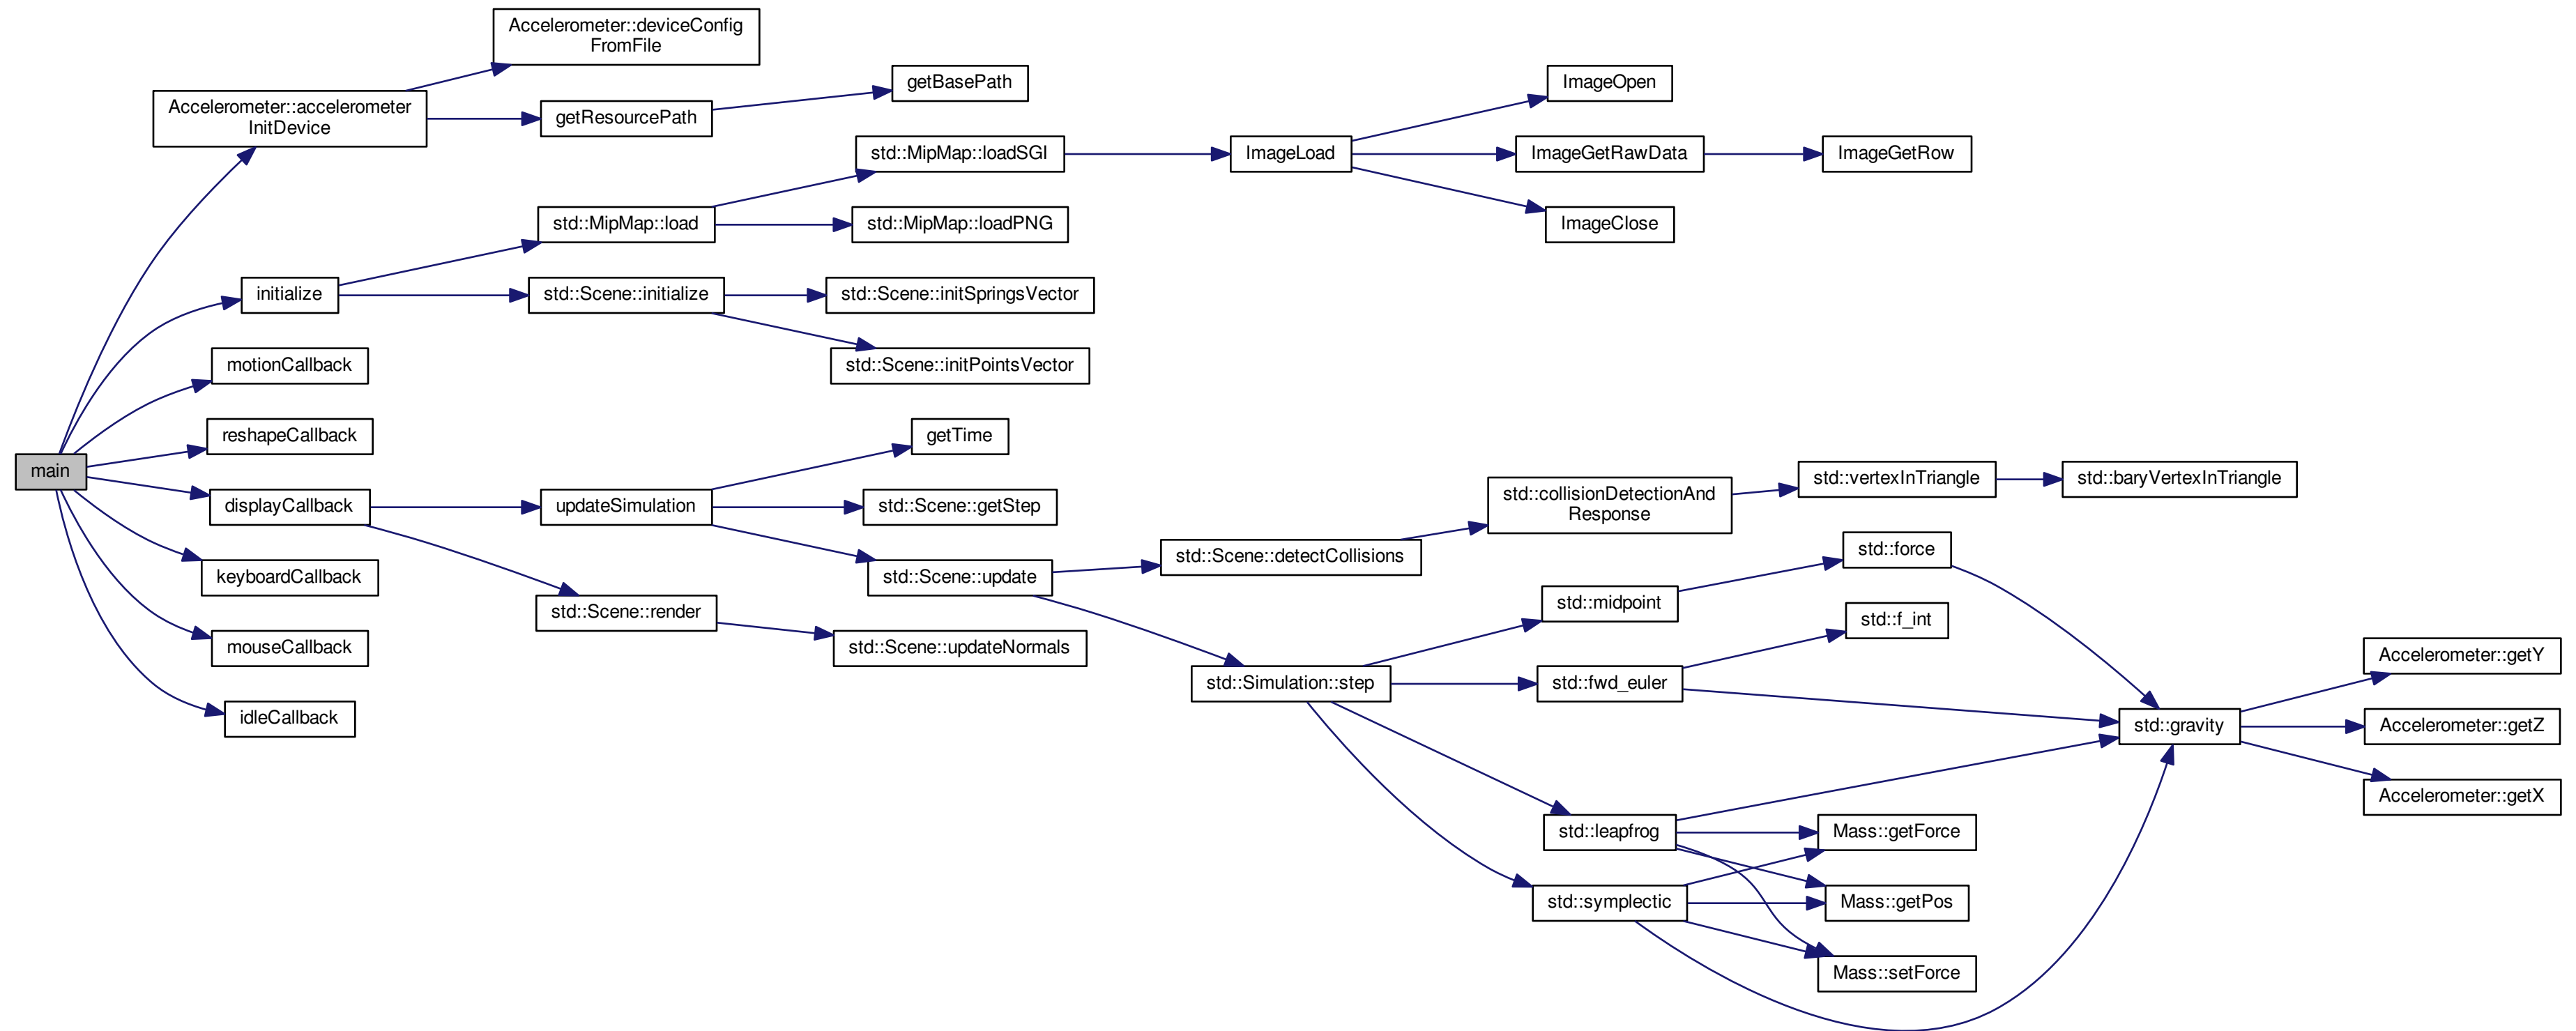 main
Accelerometer::accelerometer
InitDevice
initialize
motionCallback
reshapeCallback
displayCallback
keyboardCallback
mouseCallback
idleCallback
Accelerometer::deviceConfig
FromFile
getResourcePath
std::MipMap::load
std::Scene::initialize
updateSimulation
std::Scene::render
getBasePath
std::MipMap::loadSGI
std::MipMap::loadPNG
std::Scene::initSpringsVector
std::Scene::initPointsVector
getTime
std::Scene::getStep
std::Scene::update
std::Scene::updateNormals
ImageLoad
std::Scene::detectCollisions
std::Simulation::step
ImageOpen
ImageGetRawData
ImageClose
std::collisionDetectionAnd
Response
std::midpoint
std::fwd_euler
std::leapfrog
std::symplectic
ImageGetRow
std::vertexInTriangle
std::force
std::f_int
Mass::getForce
Mass::getPos
Mass::setForce
std::baryVertexInTriangle
std::gravity
Accelerometer::getY
Accelerometer::getZ
Accelerometer::getX